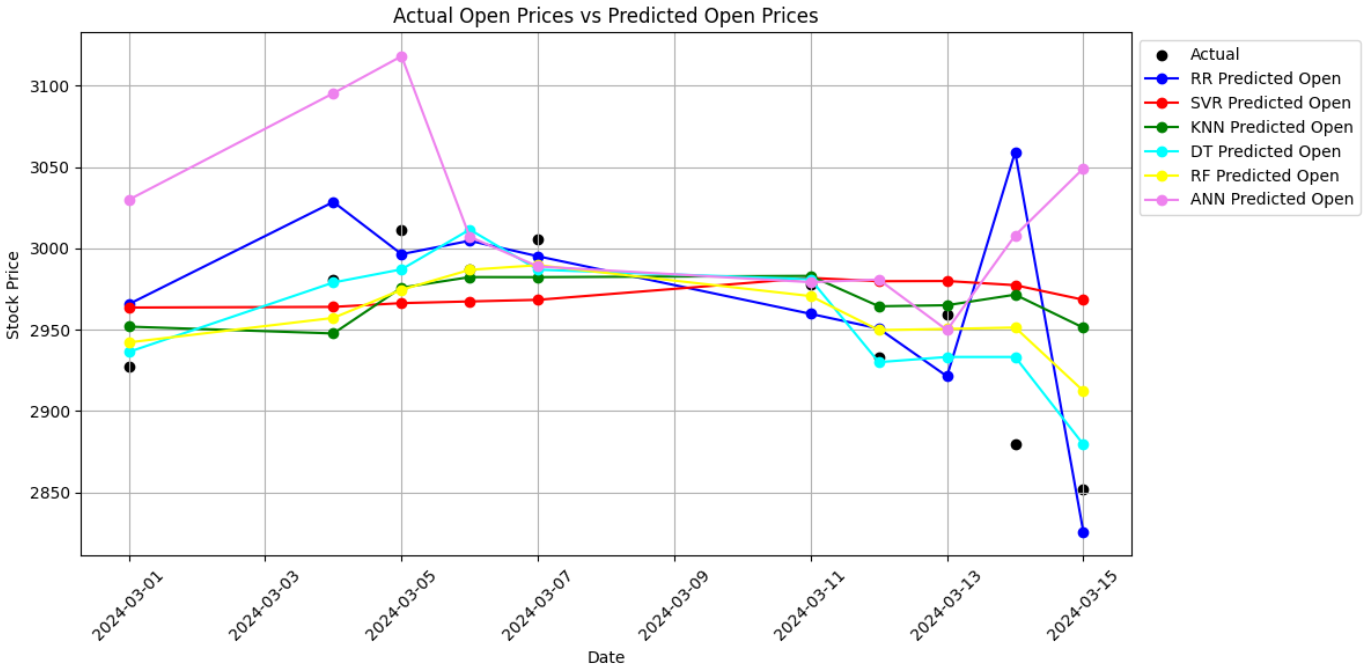 Actual Open Prices vs Predicted Open Prices
Stock Price
3100
3050
3000
2950
2900
2850
2024-03-01
2024-03-03
2024-03-05
2024-03-07
2024-03-09
2024-03-11
2024-03-13
2024-03-15
Date
Actual
RR Predicted Open
SVR Predicted Open
KNN Predicted Open
DT Predicted Open
RF Predicted Open
ANN Predicted Open